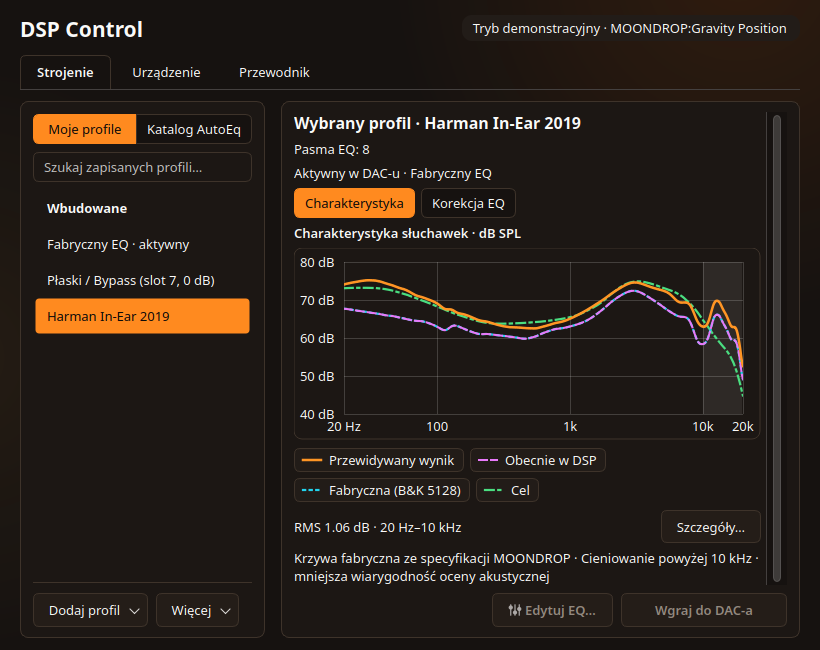 DSP Control
Tryb demonstracyjny · MOONDROP:Gravity Position
Strojenie
Urządzenie
Przewodnik
Moje profile
Katalog AutoEq
Szukaj zapisanych profili…
Wbudowane
Fabryczny EQ · aktywny
Płaski / Bypass (slot 7, 0 dB)
Harman In-Ear 2019
Dodaj profil
Więcej
Wybrany profil · Harman In-Ear 2019
Pasma EQ: 8
Aktywny w DAC-u · Fabryczny EQ
Charakterystyka
Korekcja EQ
Charakterystyka słuchawek · dB SPL
80 dB
70 dB
60 dB
50 dB
40 dB
20 Hz
100
1k
10k
20k
Przewidywany wynik
Obecnie w DSP
Fabryczna (B&K 5128)
Cel
RMS 1.06 dB · 20 Hz–10 kHz
Szczegóły…
Krzywa fabryczna ze specyfikacji MOONDROP · Cieniowanie powyżej 10 kHz ·
mniejsza wiarygodność oceny akustycznej
Edytuj EQ…
Wgraj do DAC-a